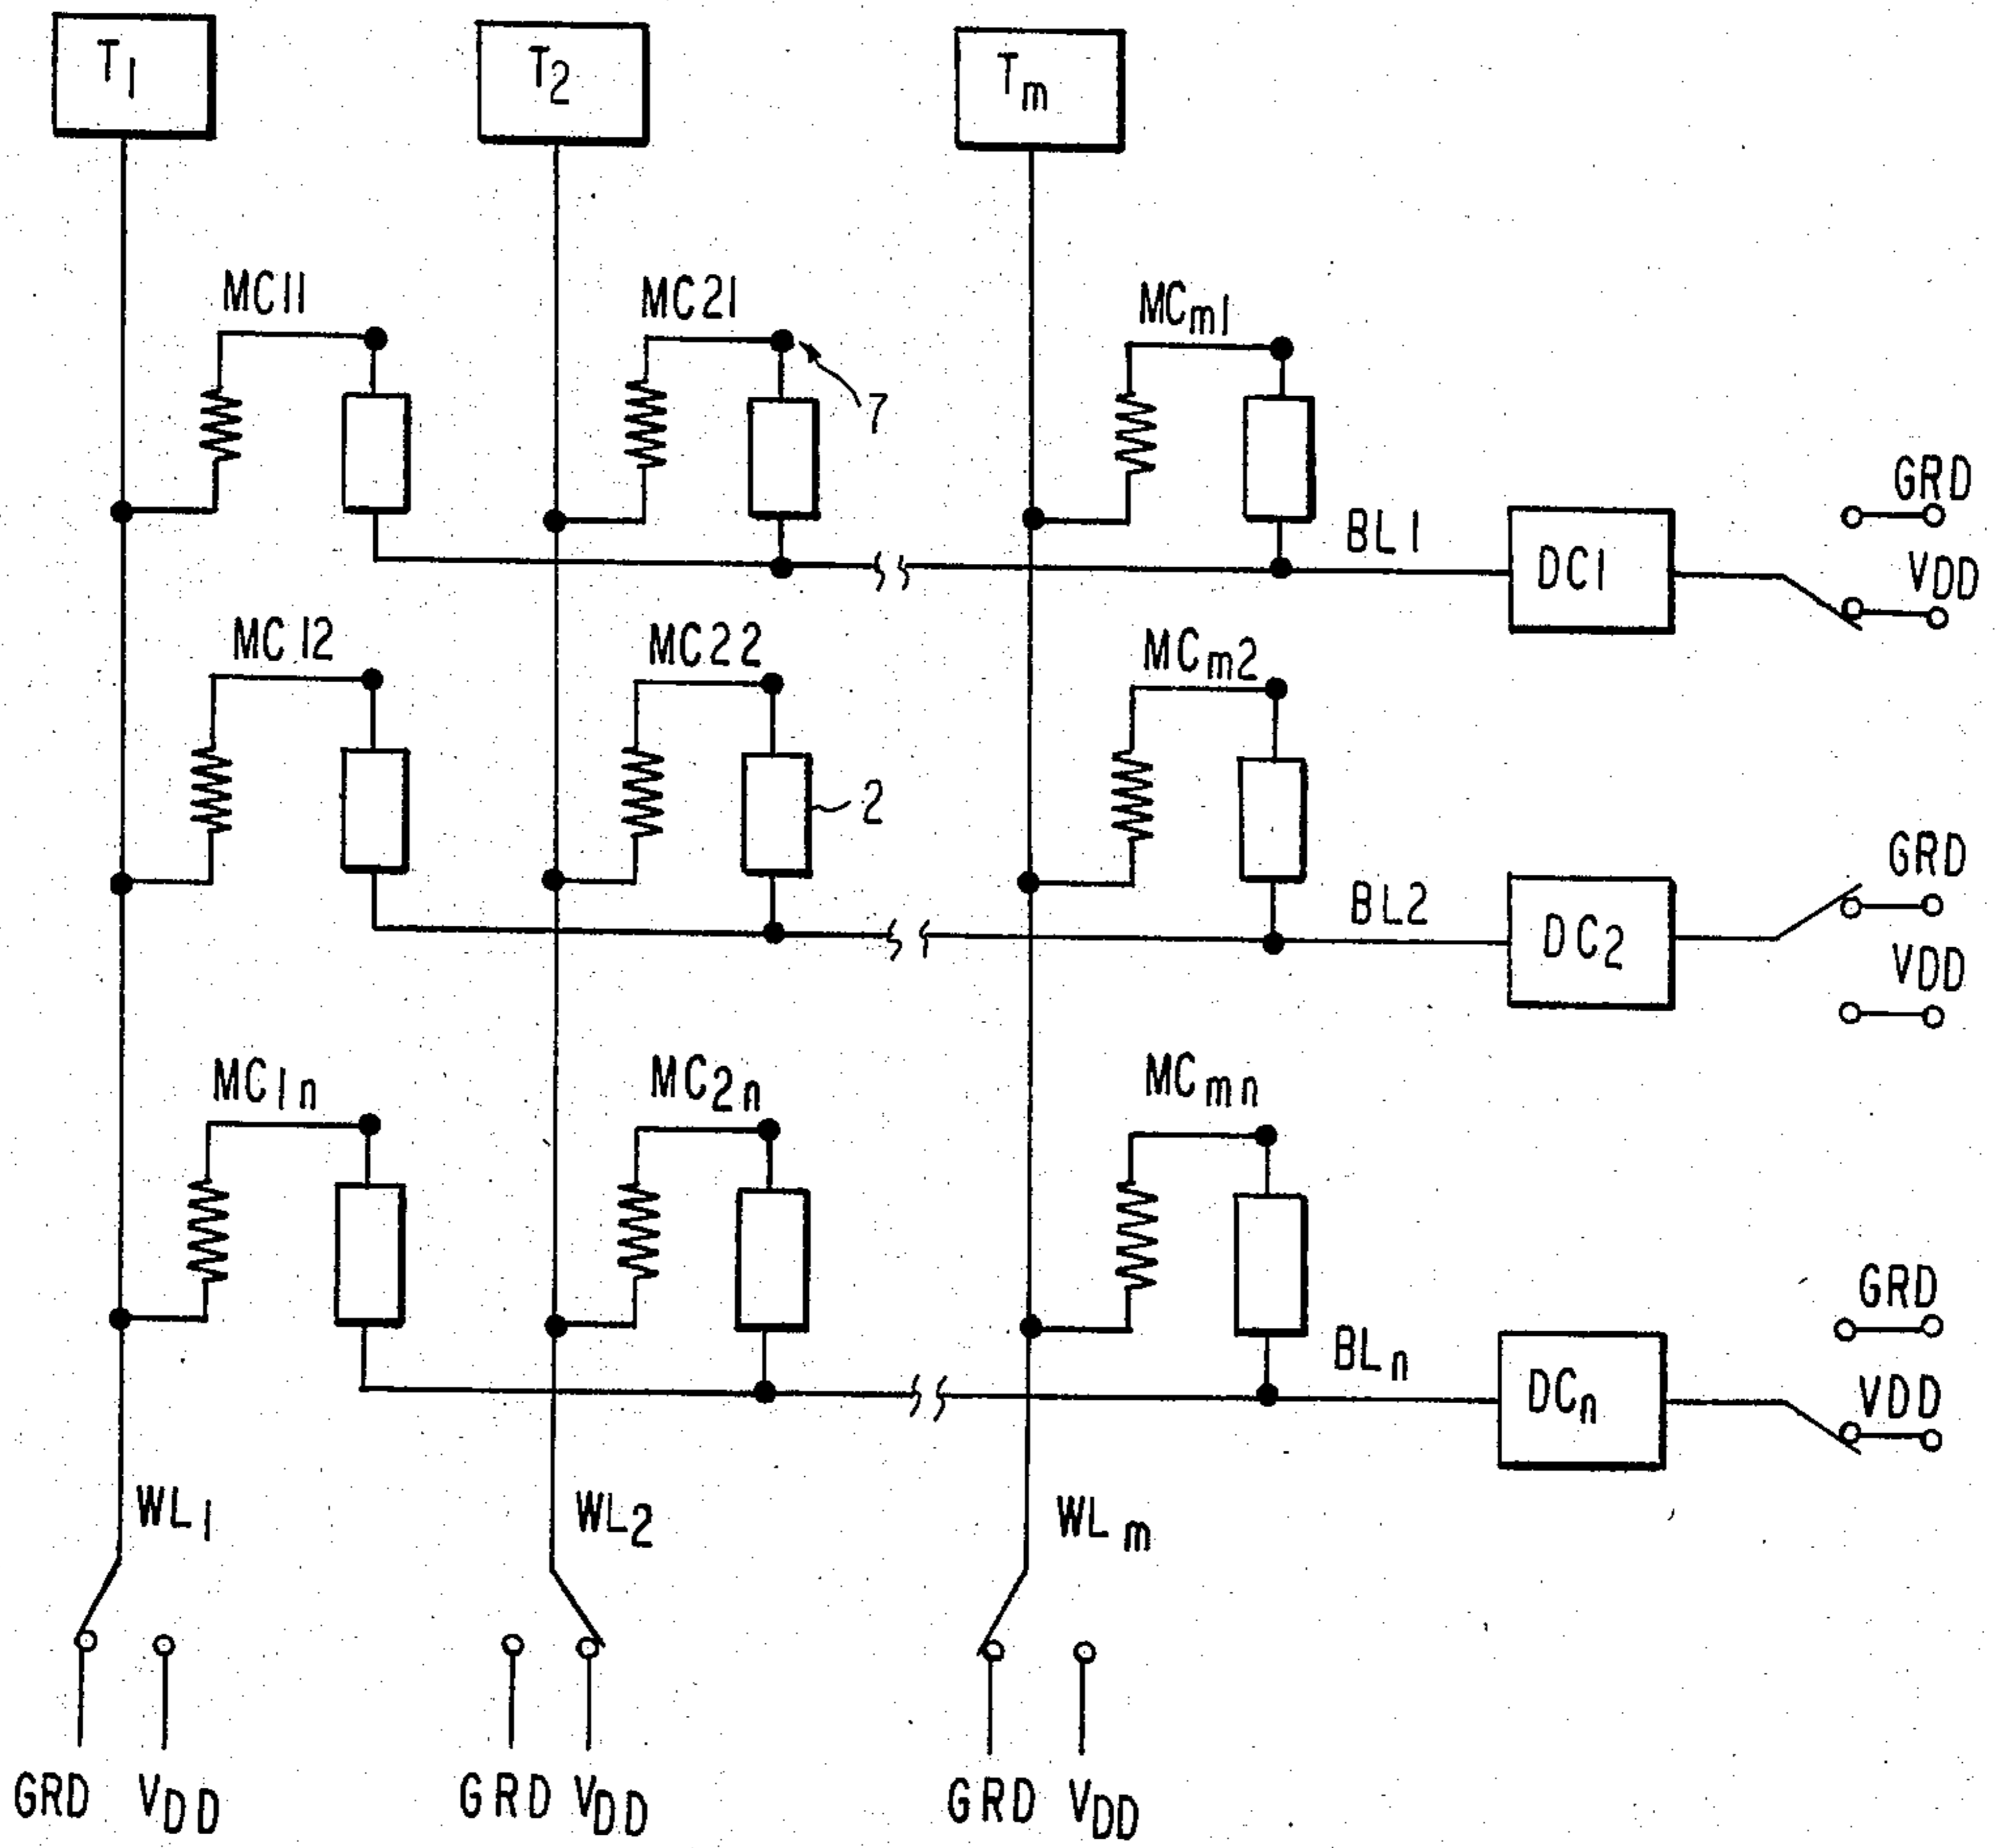 T1
T2
Tm
MC11
MC21
MCm1
7
GRD
BL1
DC1
VDD
MC12
MC22
MCm2
2
GRD
BL2
DC2
VDD
MC1n
MC2n
MCmn
GRD
BLn
DCn
VDD
WL1
WL2
WLm
GRD VDD
GRD VDD
GRD VDD